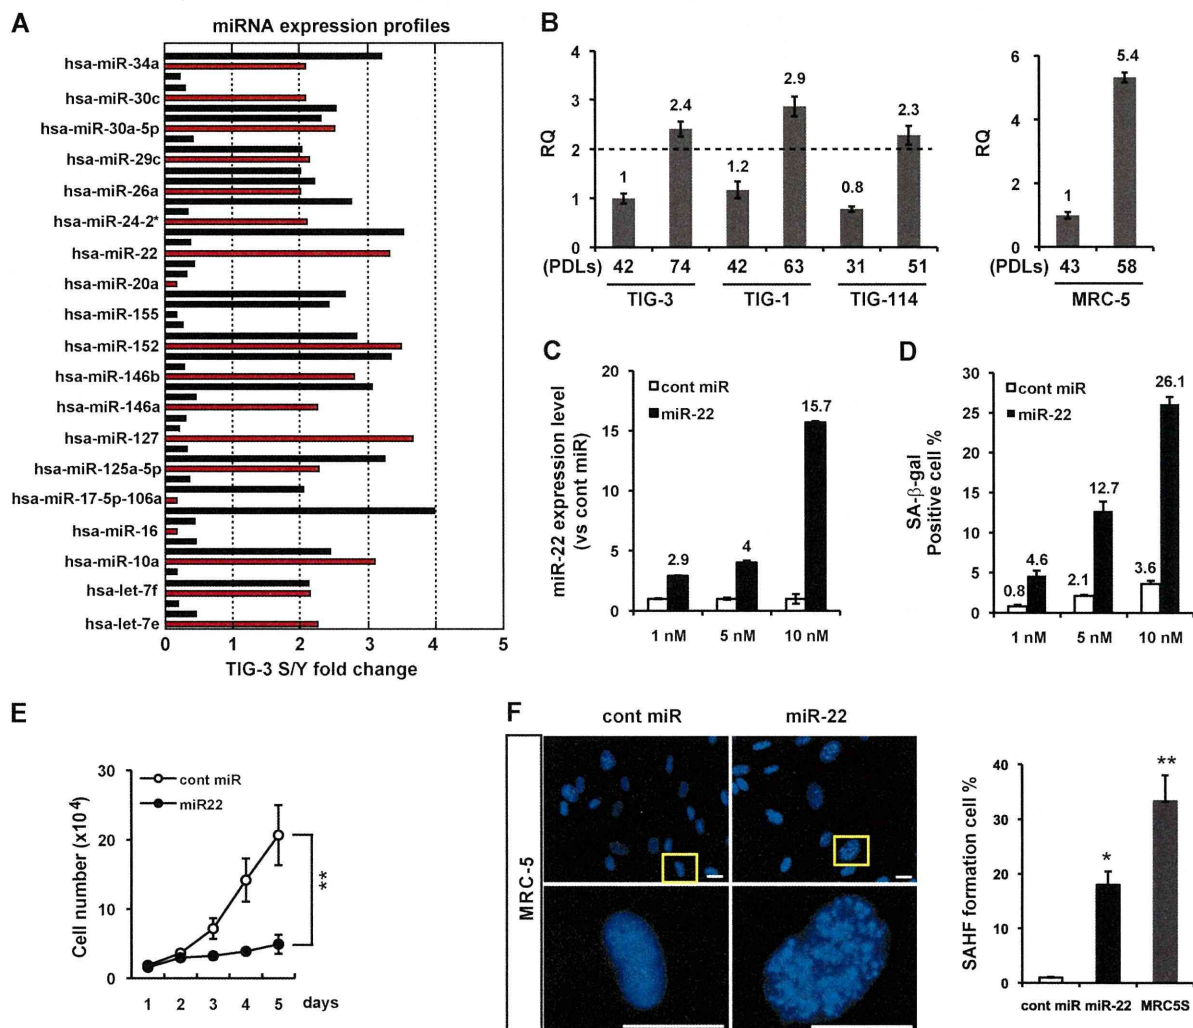 A
miRNA expression profiles
hsa-miR-34a
hsa-miR-30c
hsa-miR-30a-5p
hsa-miR-29c
hsa-miR-26a
hsa-miR-24-2*
hsa-miR-22
hsa-miR-20a
hsa-miR-155
hsa-miR-152
hsa-miR-146b
hsa-miR-146a
hsa-miR-127
hsa-miR-125a-5p
hsa-miR-17-5p-106a
hsa-miR-16
hsa-miR-10a
hsa-let-7f
hsa-let-7e
0 1 2 3 4 5
TIG-3 S/Y fold change
B
RQ
4
3
2
1
0
1 2.4 1.2 2.9 0.8 2.3
(PDLs) 42 74 42 63 31 51
TIG-3 TIG-1 TIG-114
RQ
6
4
2
0
1 5.4
(PDLs) 43 58
MRC-5
C
miR-22 expression level
(vs cont miR)
20
15
10
5
0
cont miR
miR-22
2.9 4 15.7
1 nM 5 nM 10 nM
D
SA-β-gal
Positive cell %
30
25
20
15
10
5
0
cont miR
miR-22
0.8 4.6 2.1 12.7 3.6 26.1
1 nM 5 nM 10 nM
E
Cell number (x10⁴)
30
20
10
0
cont miR
miR22
**
1 2 3 4 5 days
F
cont miR miR-22
MRC-5
SAHF formation cell %
40
30
20
10
0
* **
cont miR miR-22 MRC5S